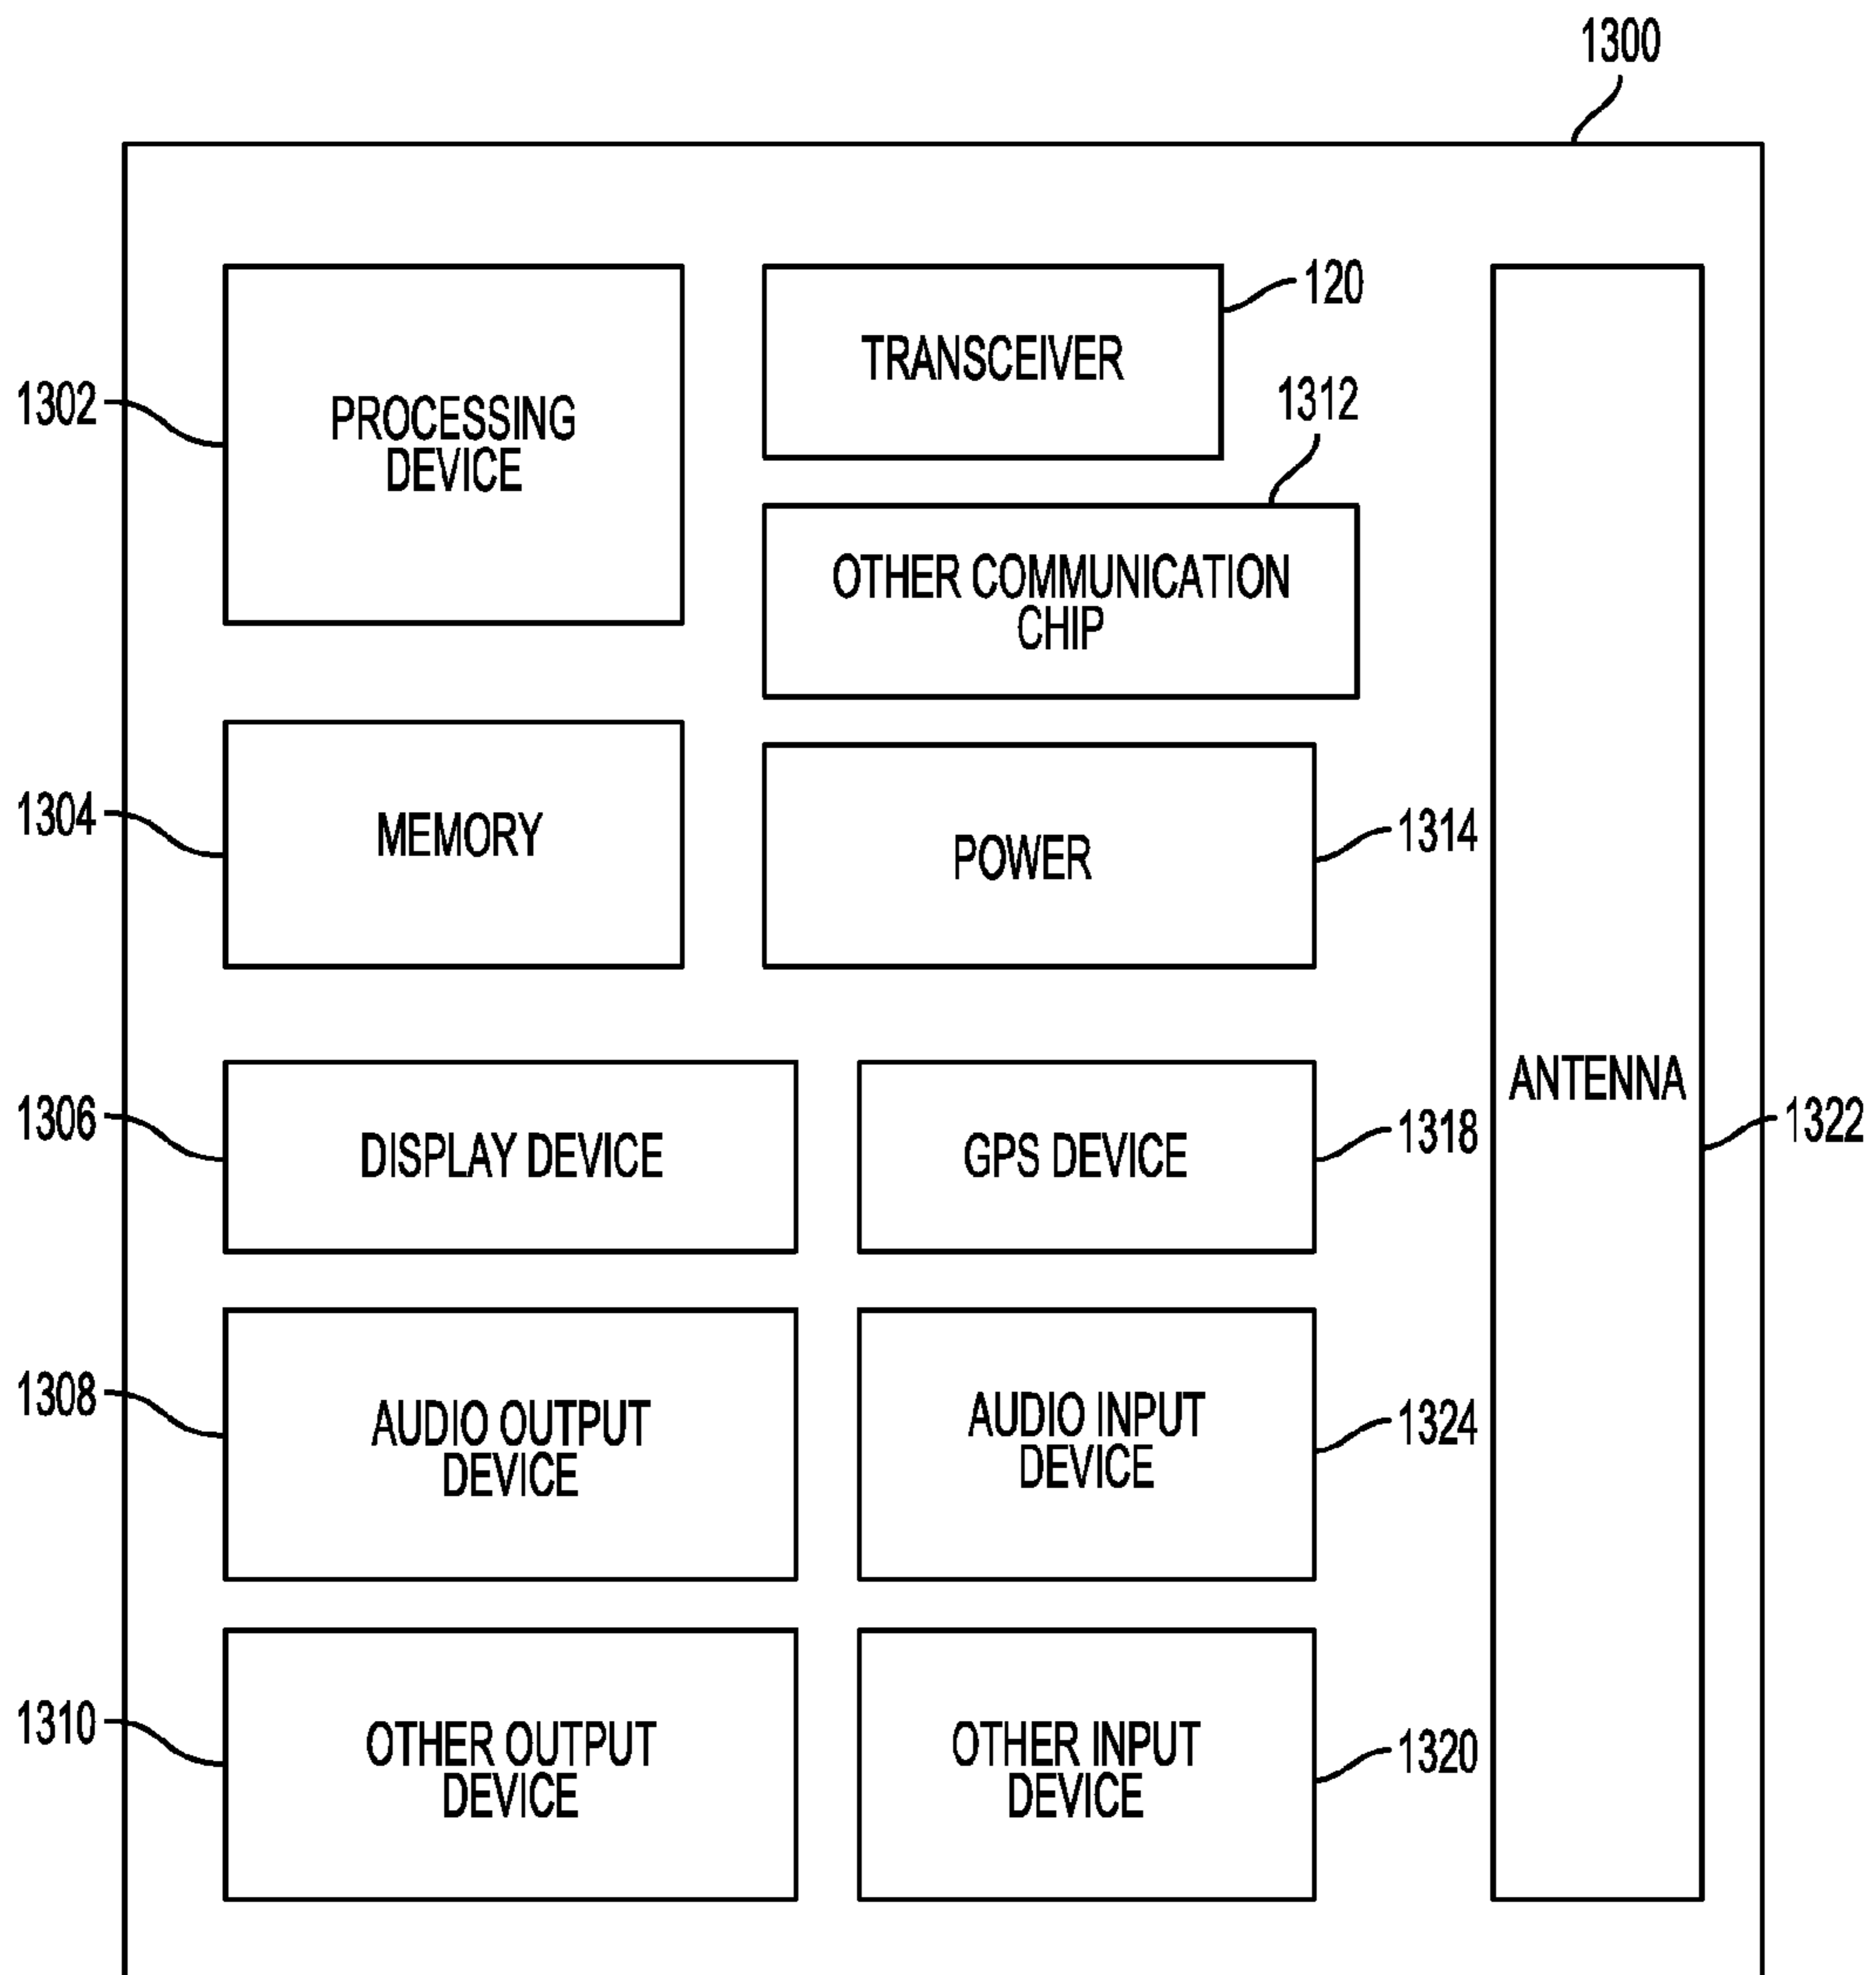 1300
120
TRANSCEIVER
1302
PROCESSING
DEVICE
1312
OTHER COMMUNICATION
CHIP
1304
MEMORY
POWER
1314
1306
DISPLAY DEVICE
GPS DEVICE
1318
ANTENNA
1322
1308
AUDIO OUTPUT
DEVICE
AUDIO INPUT
DEVICE
1324
1310
OTHER OUTPUT
DEVICE
OTHER INPUT
DEVICE
1320